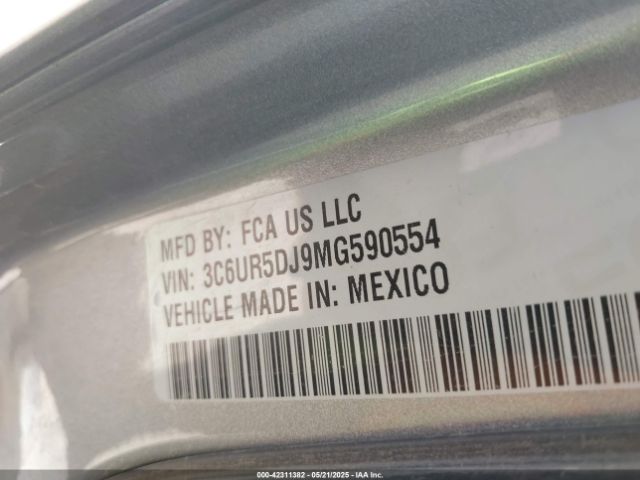 MFD BY: FCA US LLC
VIN: 3C6UR5DJ9MG590554
VEHICLE MADE IN: MEXICO
000-42311382 - 05/21/2025 - IAA Inc.